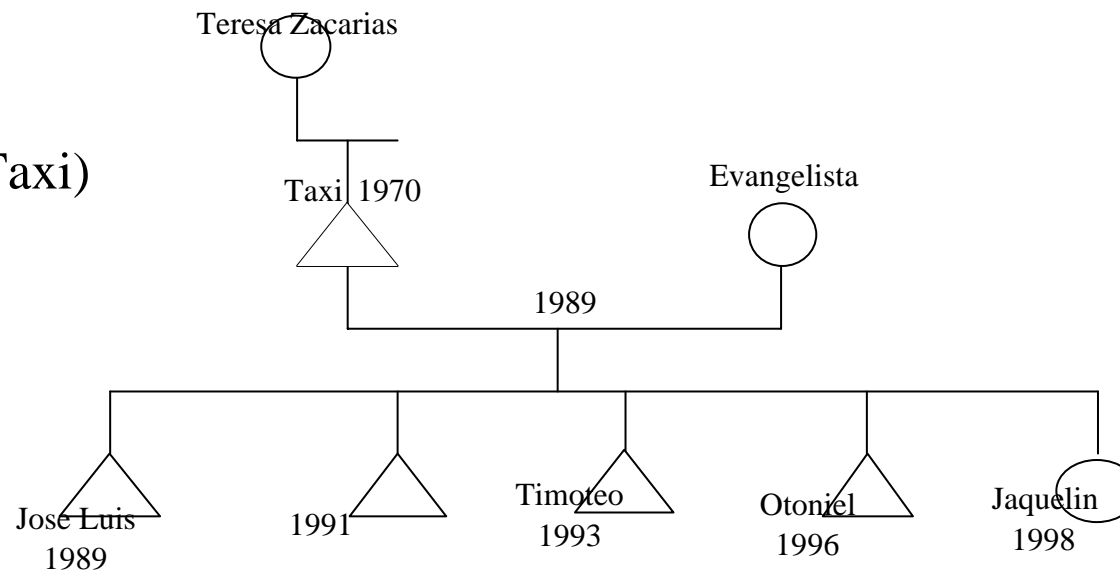 Teresa Zacarias
Taxi)
Taxi 1970
Evangelista
1989
Jose Luis
1989
1991
Timoteo
1993
Otoniel
1996
Jaquelin
1998